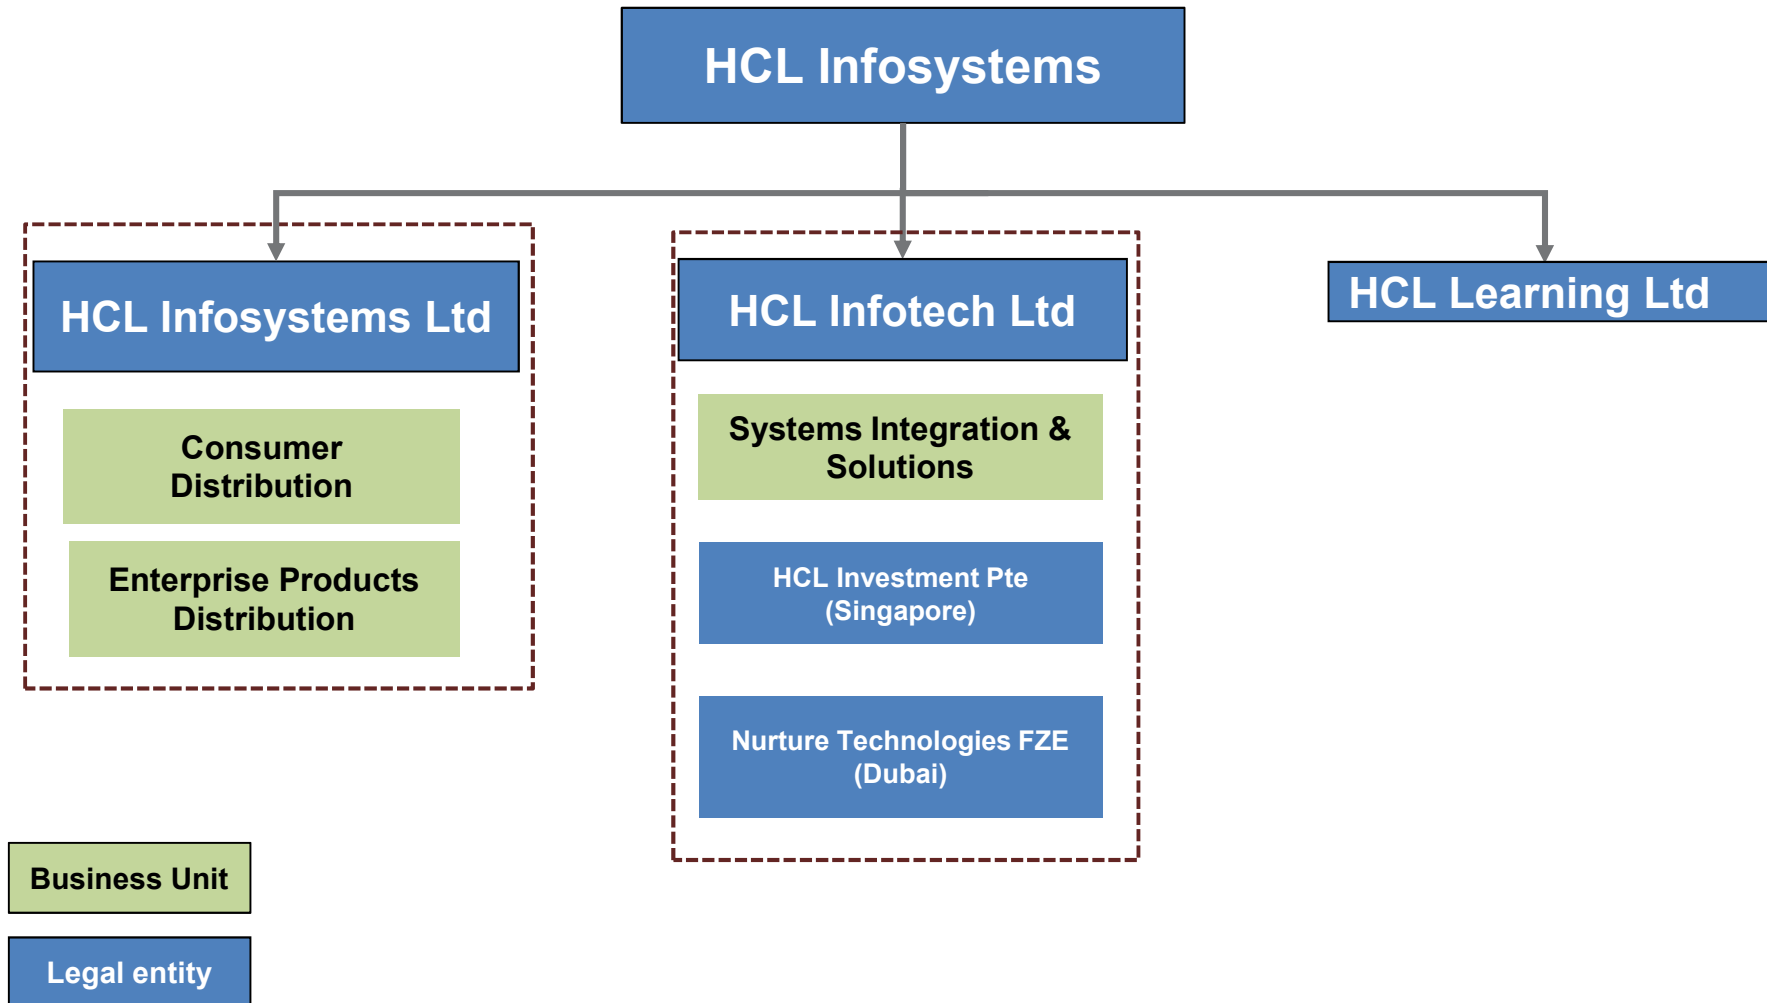 HCL Infosystems
HCL Infosystems Ltd
Consumer
Distribution
Enterprise Products
Distribution
HCL Infotech Ltd
Systems Integration &
Solutions
HCL Investment Pte
(Singapore)
Nurture Technologies FZE
(Dubai)
HCL Learning Ltd
Business Unit
Legal entity